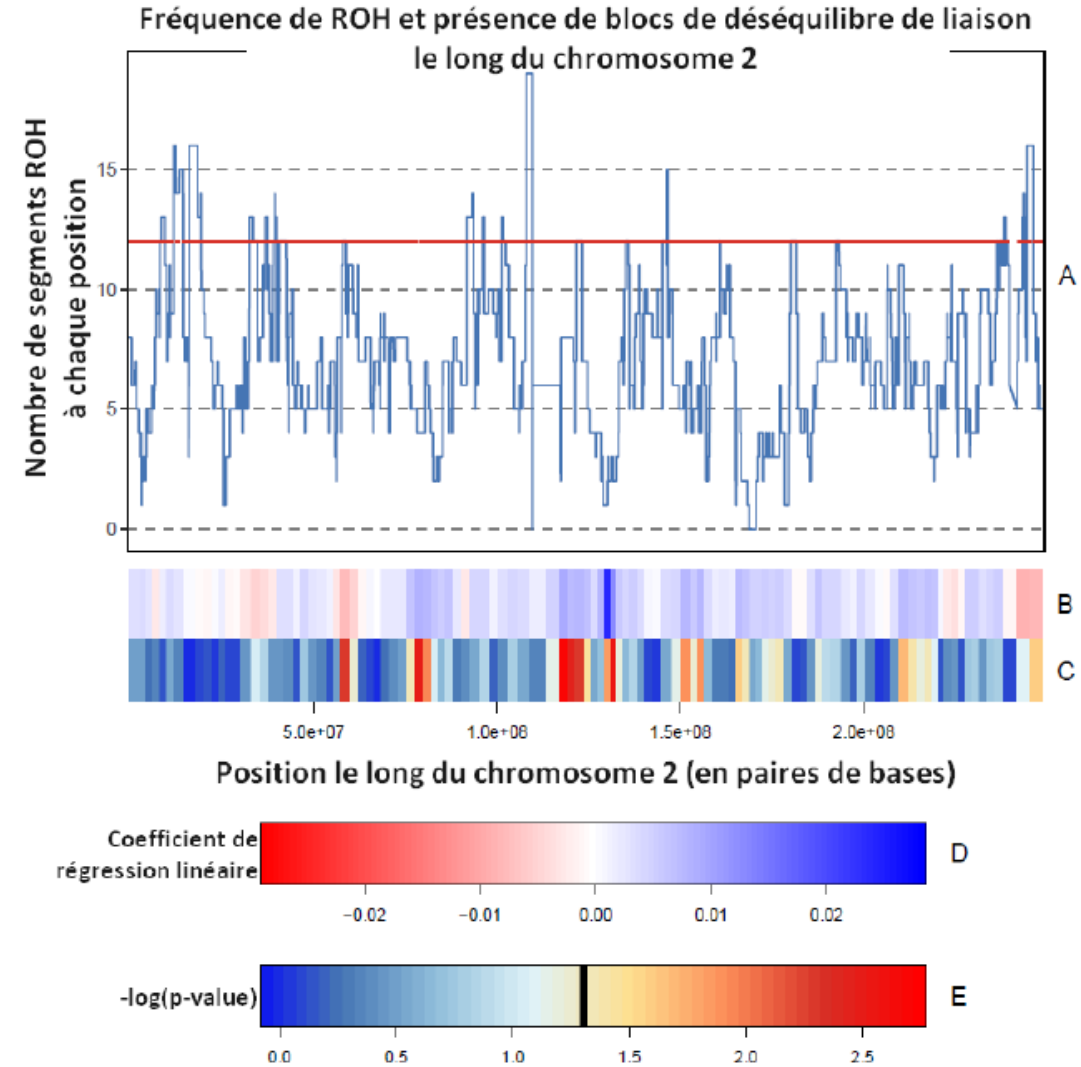 Fréquence de ROH et présence de blocs de déséquilibre de liaison
le long du chromosome 2
Nombre de segments ROH
à chaque position
15
10
5
0
A
B
C
5.0e+07 1.0e+08 1.5e+08 2.0e+08
Position le long du chromosome 2 (en paires de bases)
Coefficient de
régression linéaire
D
−0.02 −0.01 0.00 0.01 0.02
-log(p-value)
E
0.0 0.5 1.0 1.5 2.0 2.5